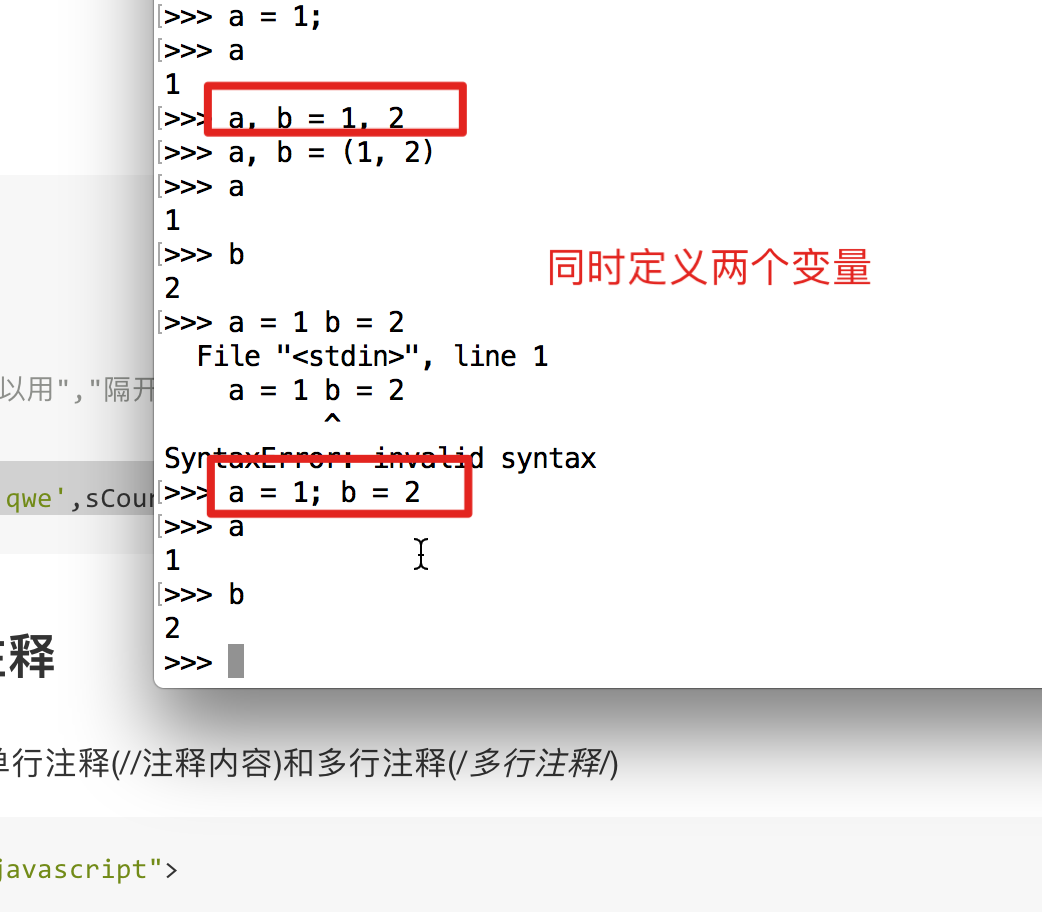 >>> a = 1;
>>> a
1
>>> a, b = 1, 2
>>> a, b = (1, 2)
>>> a
1
>>> b
同时定义两个变量
2
>>> a = 1 b = 2
File "<stdin>", line 1
a = 1 b = 2
以用","隔开
^
SyntaxError: invalid syntax
>>> a = 1; b = 2
qwe',sCour
>>> a
1
>>> b
2
注释
>>>
单行注释(//注释内容)和多行注释(/多行注释/)
javascript">